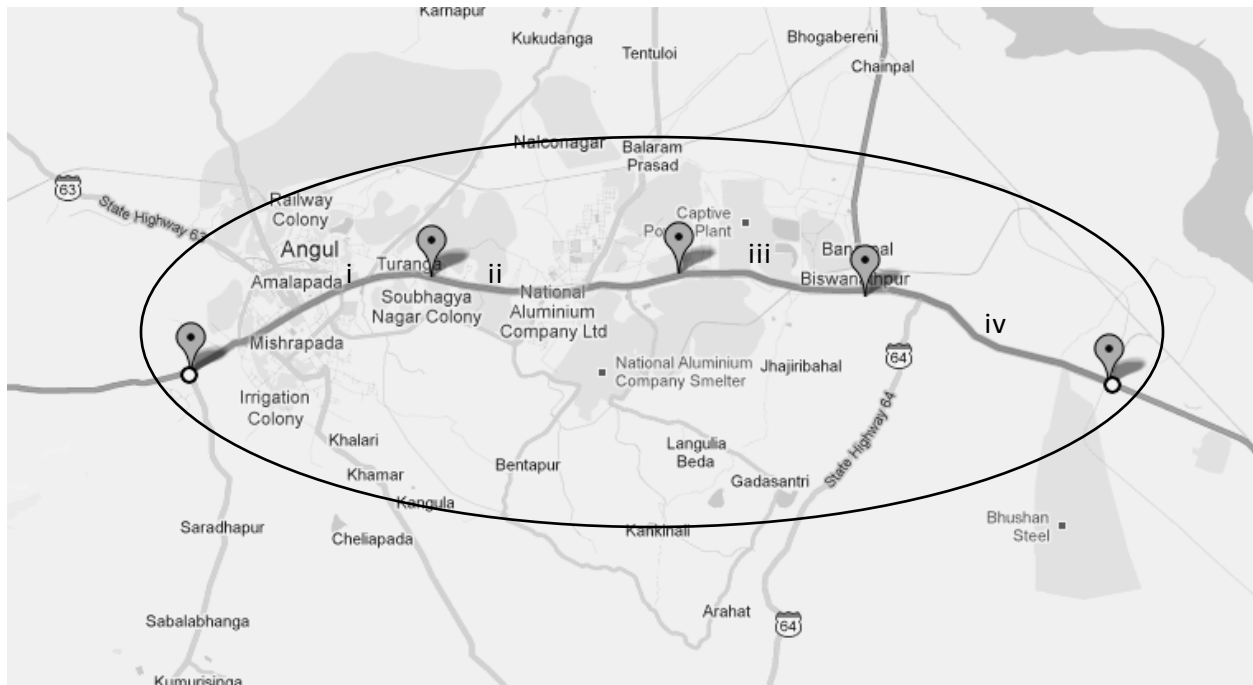 Karnapur
Kukudanga
Tentuloi
Bhogabereni
Chainpal
Nalconagar
Balaram
Prasad
63
State Highway 63
Railway
Colony
Captive
Power Plant
Angul
Turanga
Banarpal
iii
Amalapada
i
ii
Biswanathpur
Soubhagya
Nagar Colony
National
Aluminium
Company Ltd
iv
Mishrapada
64
National Aluminium
Company Smelter
Jhajiribahal
Irrigation
Colony
State Highway 64
Khalari
Langulia
Beda
Bentapur
Khamar
Gadasantri
Kangula
Saradhapur
Cheliapada
Kankinali
Bhushan
Steel
Arahat
Sabalabhanga
64
Kumurisinga